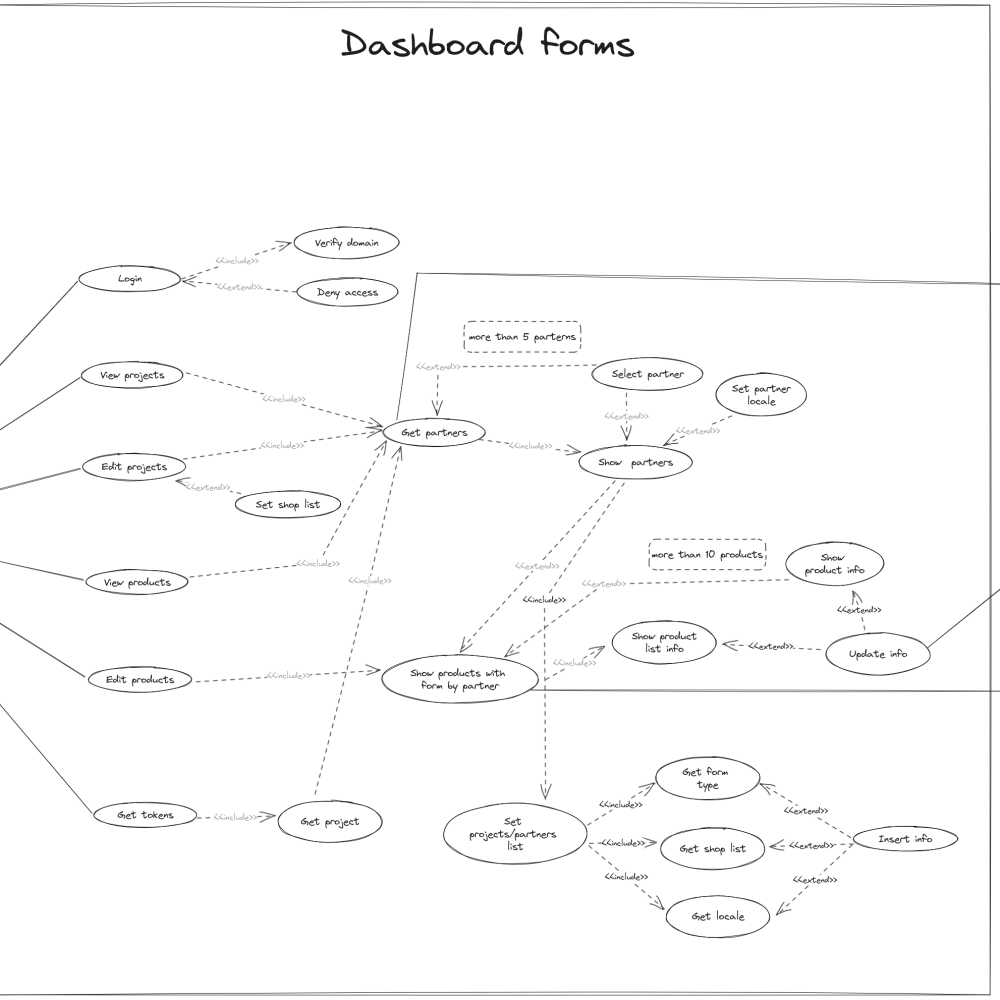 Dashboard forms
Verify domain
<<include>>
Login
<<extend>>
Deny access
more than 5 parterns
<<extend>>
Select partner
View projects
Set partner
locale
<<include>>
<<extend>>
<<extend>>
Get partners
<<include>>
<<include>>
Show partners
Edit projects
<<extend>>
Set shop list
more than 10 products
Show
product info
<<include>>
<<extend>>
<<include>>
<<extend>>
View products
<<include>>
<<extend>>
Show product
list info
<<extend>>
Update info
<<include>>
Show products with
form by partner
Edit products
<<include>>
Get form
type
<<include>>
<<extend>>
Get tokens
<<include>>
Get project
Set
projects/partners
list
<<include>>
Get shop list
<<extend>>
Insert info
<<include>>
<<extend>>
Get locale